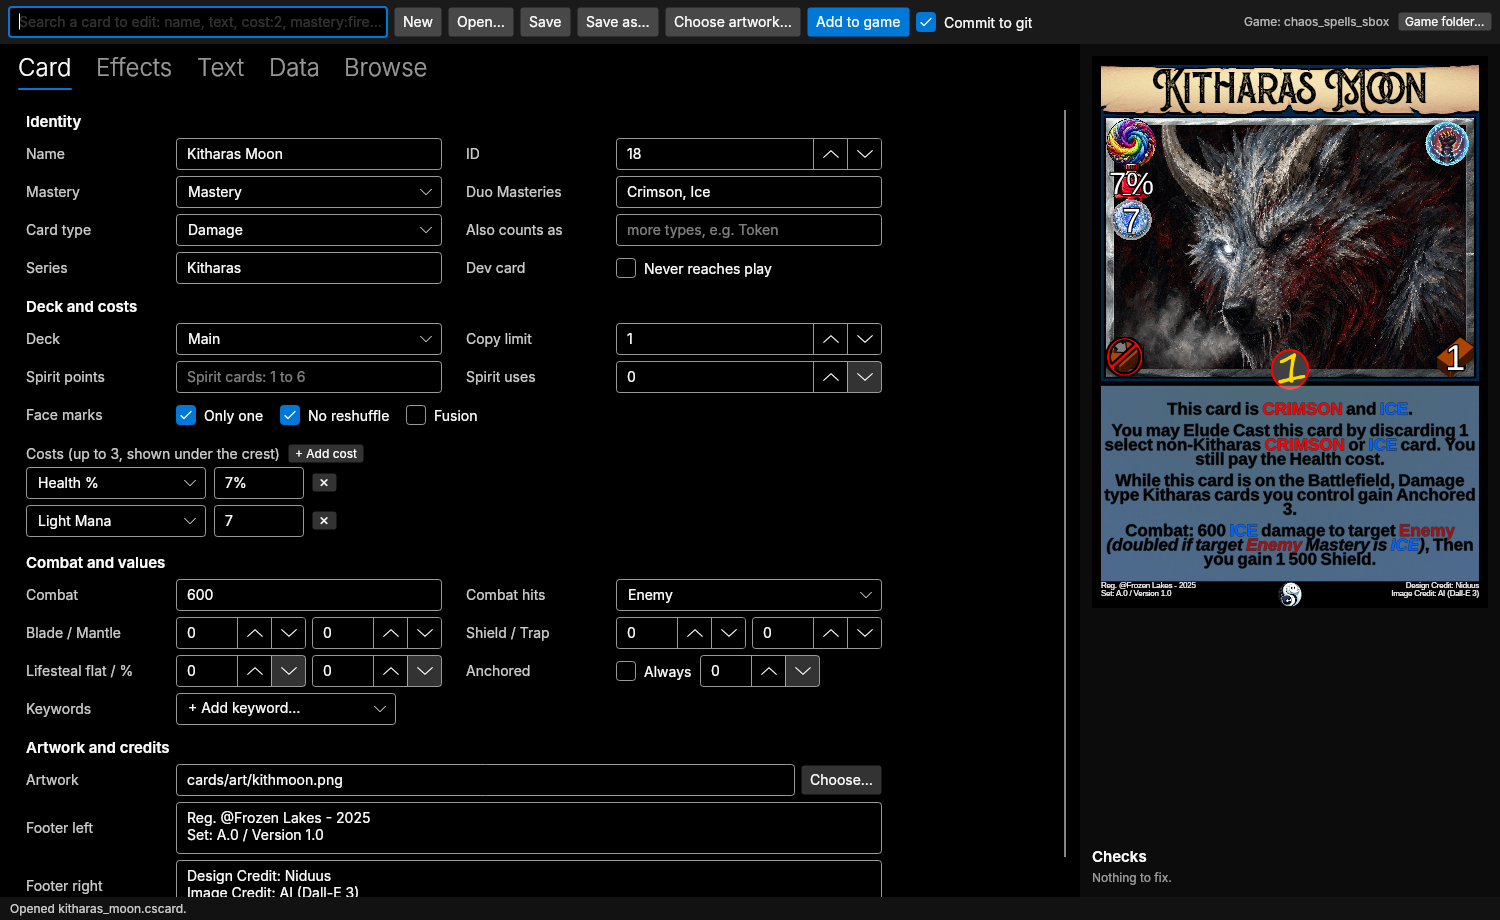 Search a card to edit: name, text, cost:2, mastery:fire...
New
Open...
Save
Save as...
Choose artwork...
Add to game
Commit to git
Game: chaos_spells_sbox
Game folder...
Card
Effects
Text
Data
Browse
Identity
Name
Kitharas Moon
ID
18
Mastery
Mastery
Duo Masteries
Crimson, Ice
Card type
Damage
Also counts as
more types, e.g. Token
Series
Kitharas
Dev card
Never reaches play
Deck and costs
Deck
Main
Copy limit
1
Spirit points
Spirit cards: 1 to 6
Spirit uses
0
Face marks
Only one
No reshuffle
Fusion
Costs (up to 3, shown under the crest)
+ Add cost
Health %
7%
Light Mana
7
Combat and values
Combat
600
Combat hits
Enemy
Blade / Mantle
0
0
Shield / Trap
0
0
Lifesteal flat / %
0
0
Anchored
Always
0
Keywords
+ Add keyword...
Artwork and credits
Artwork
cards/art/kithmoon.png
Choose...
Footer left
Reg. @Frozen Lakes - 2025
Set: A.0 / Version 1.0
Footer right
Design Credit: Niduus
Image Credit: AI (Dall-E 3)
Kitharas Moon
7%
7
1
1
This card is CRIMSON and ICE.
You may Elude Cast this card by discarding 1
select non-Kitharas CRIMSON or ICE card. You
still pay the Health cost.
While this card is on the Battlefield, Damage
type Kitharas cards you control gain Anchored
3.
Combat: 600 ICE damage to target Enemy
(doubled if target Enemy Mastery is ICE), Then
you gain 1 500 Shield.
Reg. @Frozen Lakes - 2025
Set: A.0 / Version 1.0
Design Credit: Niduus
Image Credit: AI (Dall-E 3)
Checks
Nothing to fix.
Opened kitharas_moon.cscard.